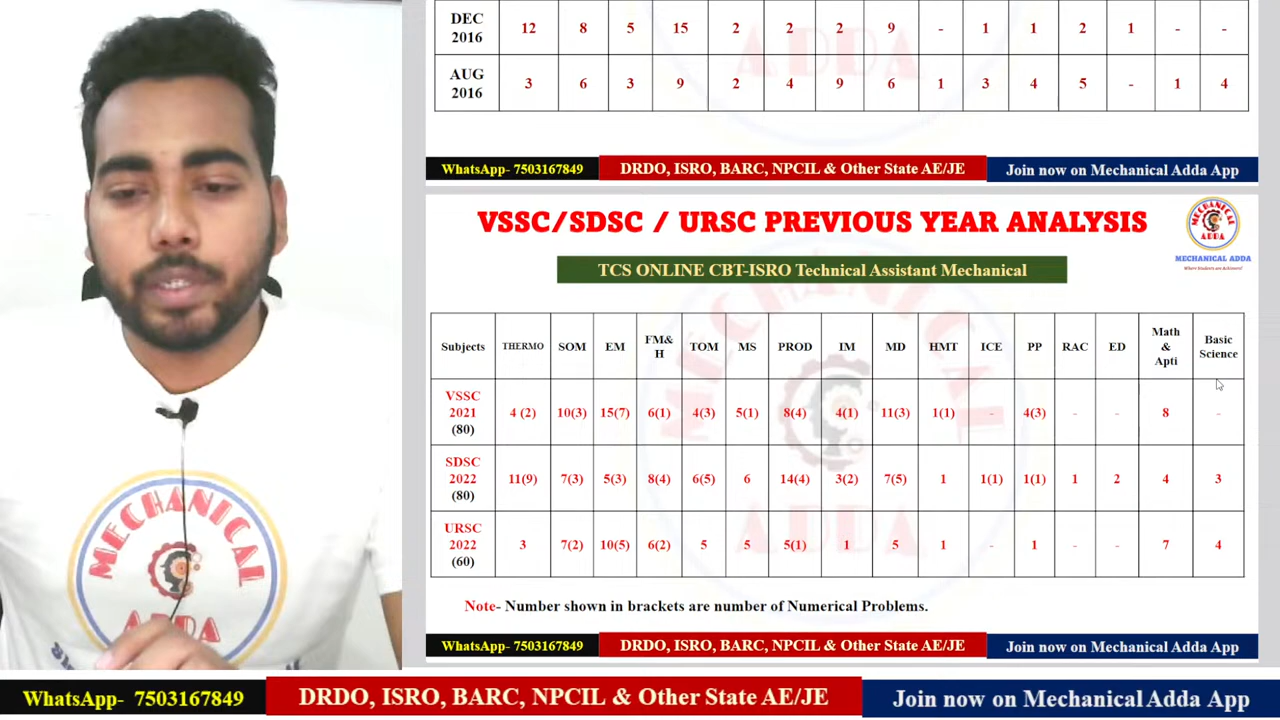 DEC 2016 12 8 5 15 2 2 2 9 - 1 1 2 1 - -
AUG 2016 3 6 3 9 2 4 9 6 1 3 4 5 - 1 4
WhatsApp- 7503167849 DRDO, ISRO, BARC, NPCIL & Other State AE/JE Join now on Mechanical Adda App
VSSC/SDSC / URSC PREVIOUS YEAR ANALYSIS
MECHANICAL ADDA
MECHANICAL ADDA
Where Students are Achievers!
TCS ONLINE CBT-ISRO Technical Assistant Mechanical
Subjects THERMO SOM EM FM& H TOM MS PROD IM MD HMT ICE PP RAC ED Math & Apti Basic Science
VSSC 2021 (80) 4 (2) 10(3) 15(7) 6(1) 4(3) 5(1) 8(4) 4(1) 11(3) 1(1) - 4(3) - - 8 -
SDSC 2022 (80) 11(9) 7(3) 5(3) 8(4) 6(5) 6 14(4) 3(2) 7(5) 1 1(1) 1(1) 1 2 4 3
URSC 2022 (60) 3 7(2) 10(5) 6(2) 5 5 5(1) 1 5 1 - 1 - - 7 4
Note- Number shown in brackets are number of Numerical Problems.
WhatsApp- 7503167849 DRDO, ISRO, BARC, NPCIL & Other State AE/JE Join now on Mechanical Adda App
MECHANICAL
ADDA
WhatsApp- 7503167849 DRDO, ISRO, BARC, NPCIL & Other State AE/JE Join now on Mechanical Adda App